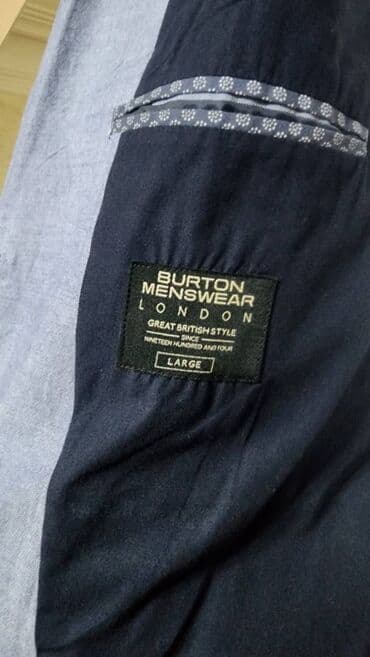 BURTON
MENSWEAR
LONDON
GREAT BRITISH STYLE
SINCE
NINETEEN HUNDRED AND FOUR
LARGE